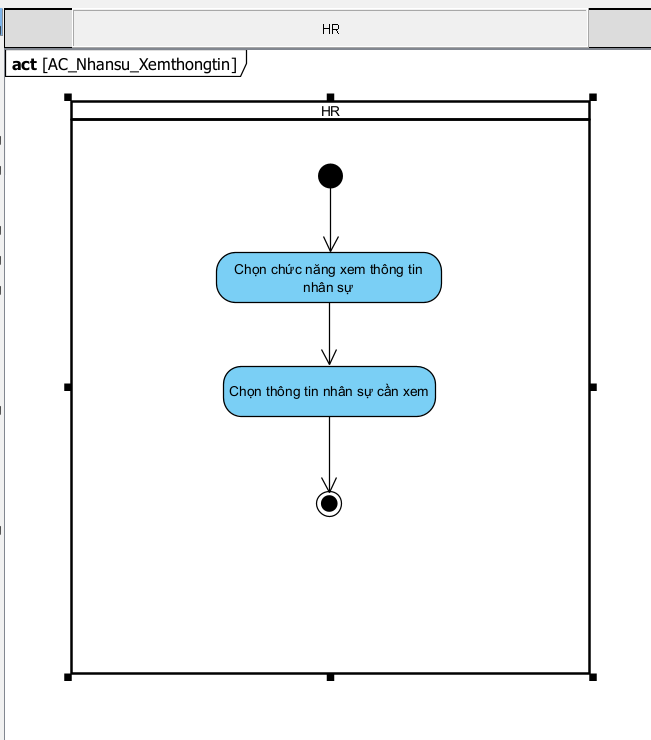 HR
act [AC_Nhansu_Xemthongtin]
HR
Chọn chức năng xem thông tin
nhân sự
Chọn thông tin nhân sự cần xem